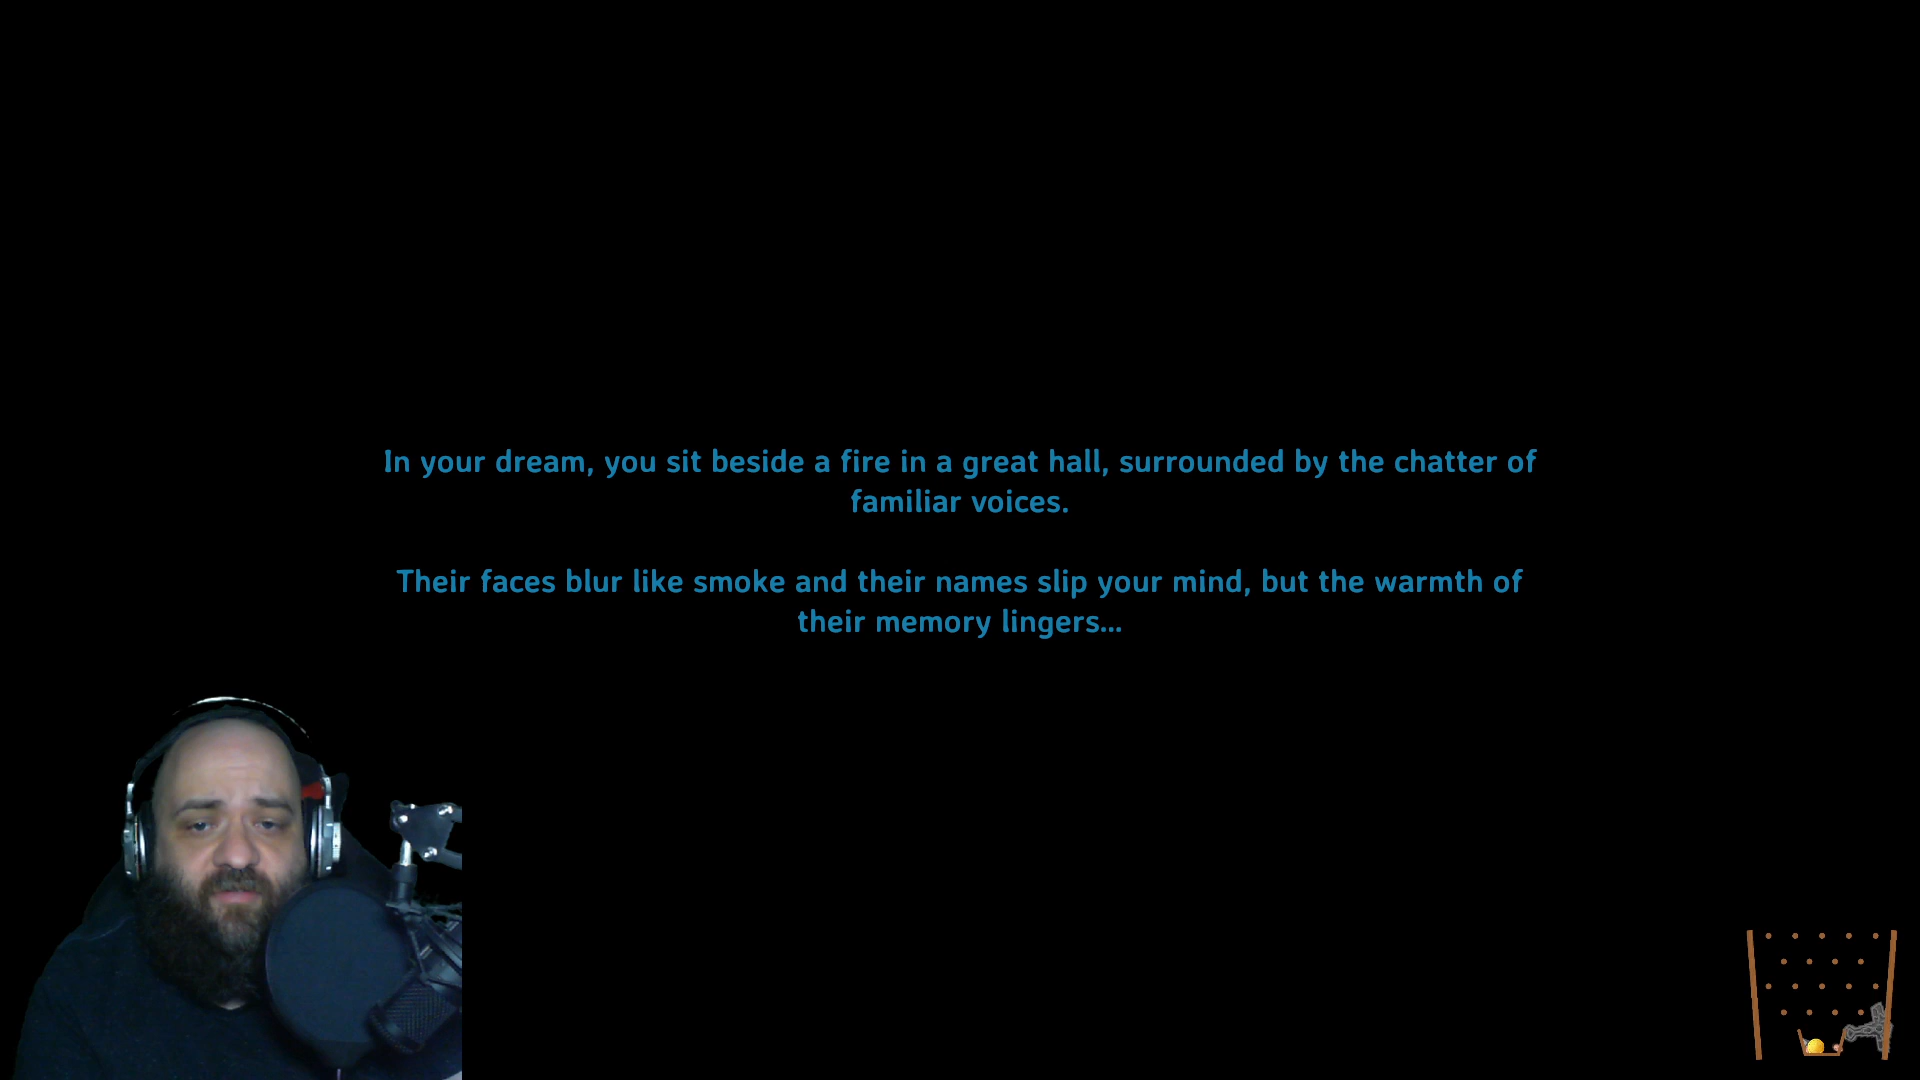 In your dream, you sit beside a fire in a great hall, surrounded by the chatter of
familiar voices.
Their faces blur like smoke and their names slip your mind, but the warmth of
their memory lingers...